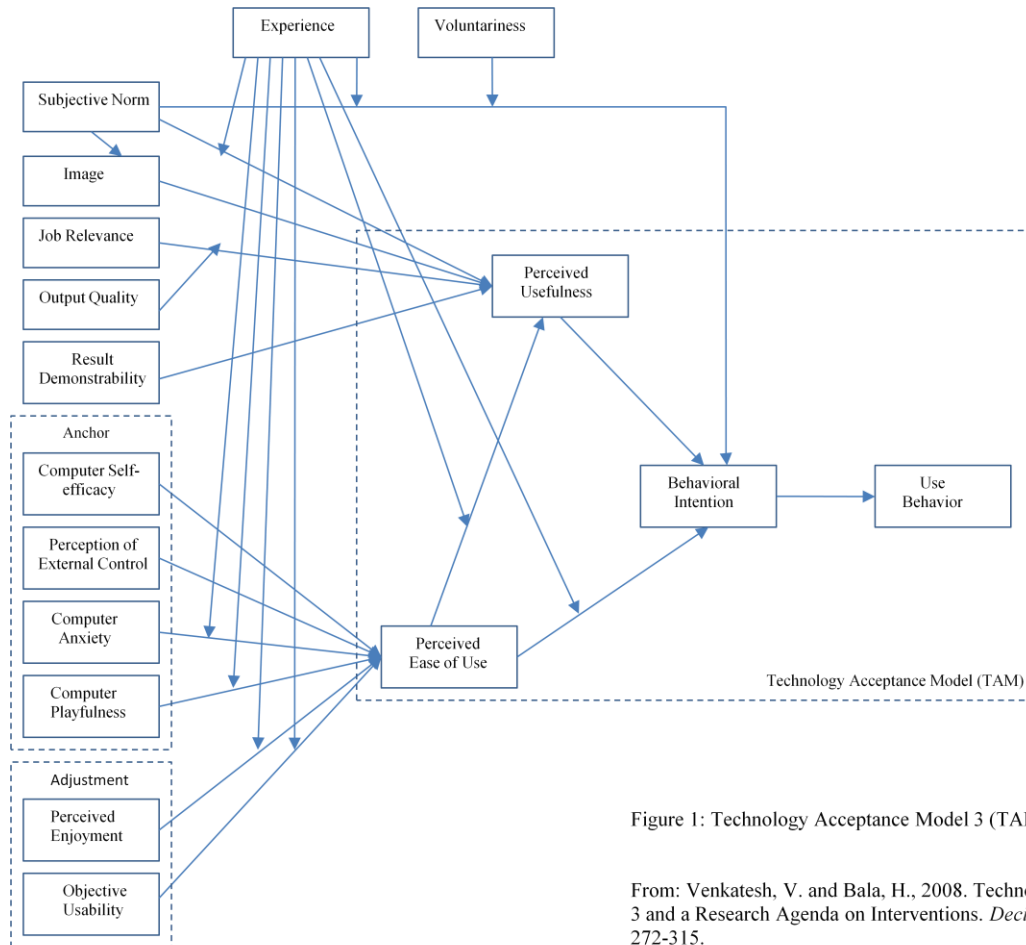 Experience
Voluntariness
Subjective Norm
Image
Job Relevance
Output Quality
Result
Demonstrability
Perceived
Usefulness
Anchor
Computer Self-
efficacy
Perception of
External Control
Computer
Anxiety
Computer
Playfulness
Behavioral
Intention
Use
Behavior
Perceived
Ease of Use
Technology Acceptance Model (TAM)
Adjustment
Perceived
Enjoyment
Objective
Usability
Figure 1: Technology Acceptance Model 3 (TA
From: Venkatesh, V. and Bala, H., 2008. Techno
3 and a Research Agenda on Interventions. Deci
272-315.